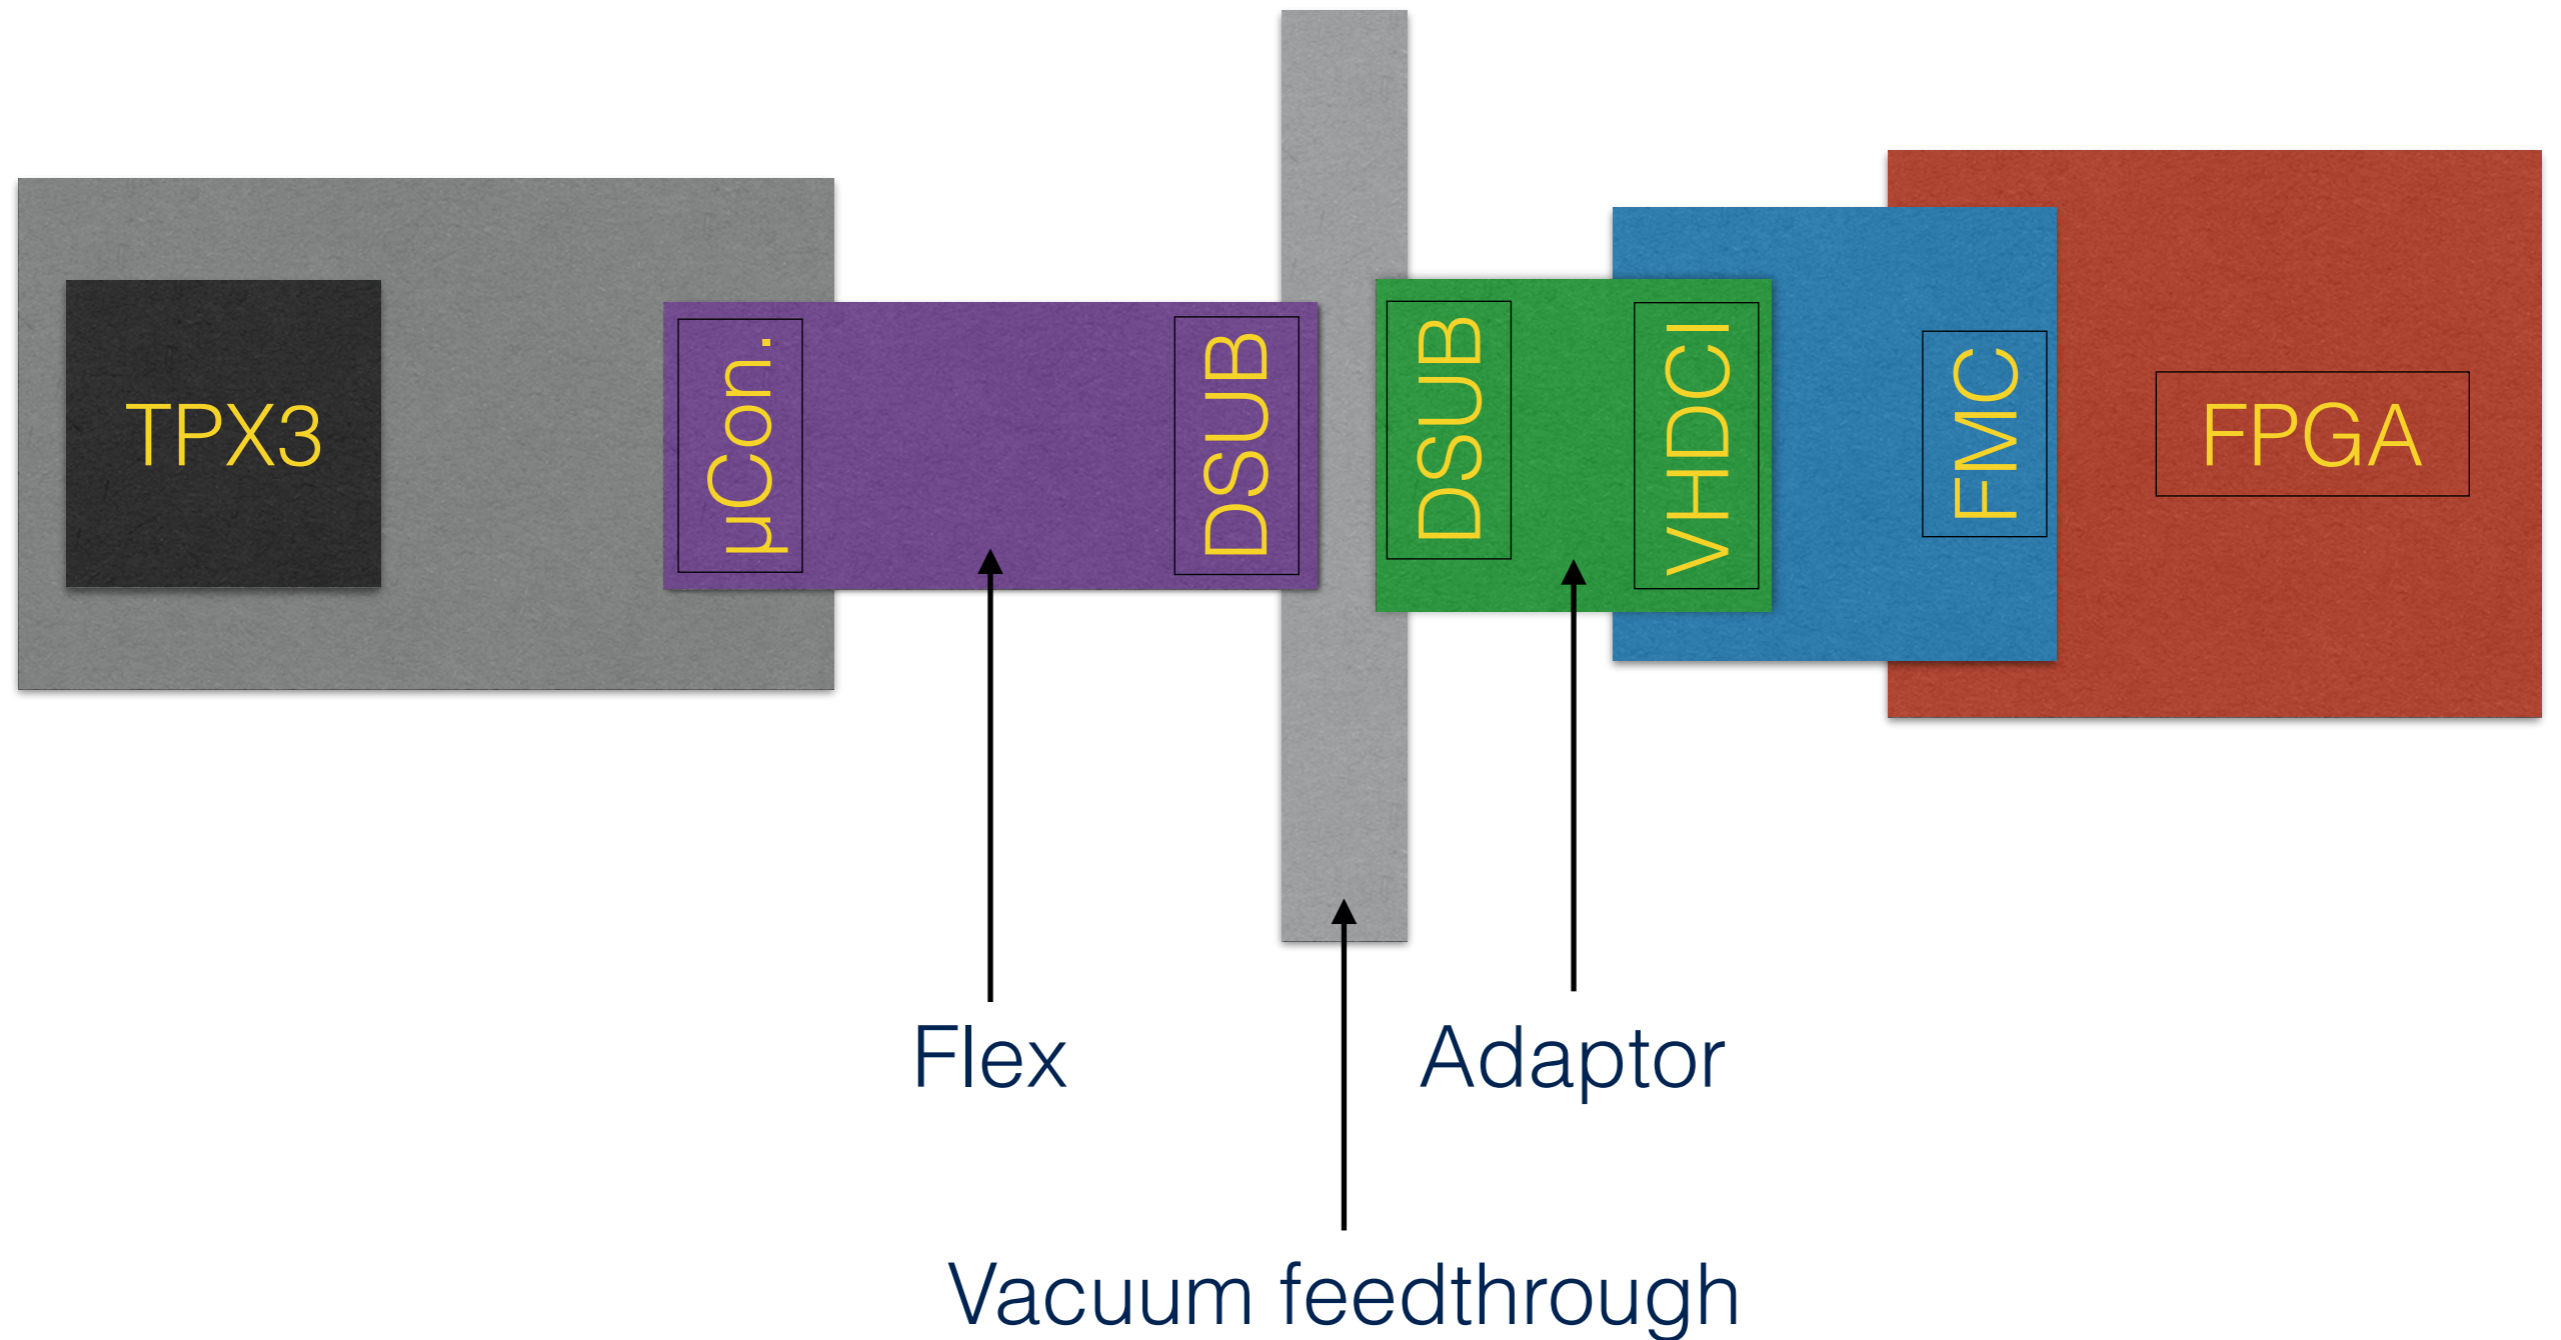 TPX3
µCon.
DSUB
DSUB
VHDCI
FMC
FPGA
Flex
Adaptor
Vacuum feedthrough